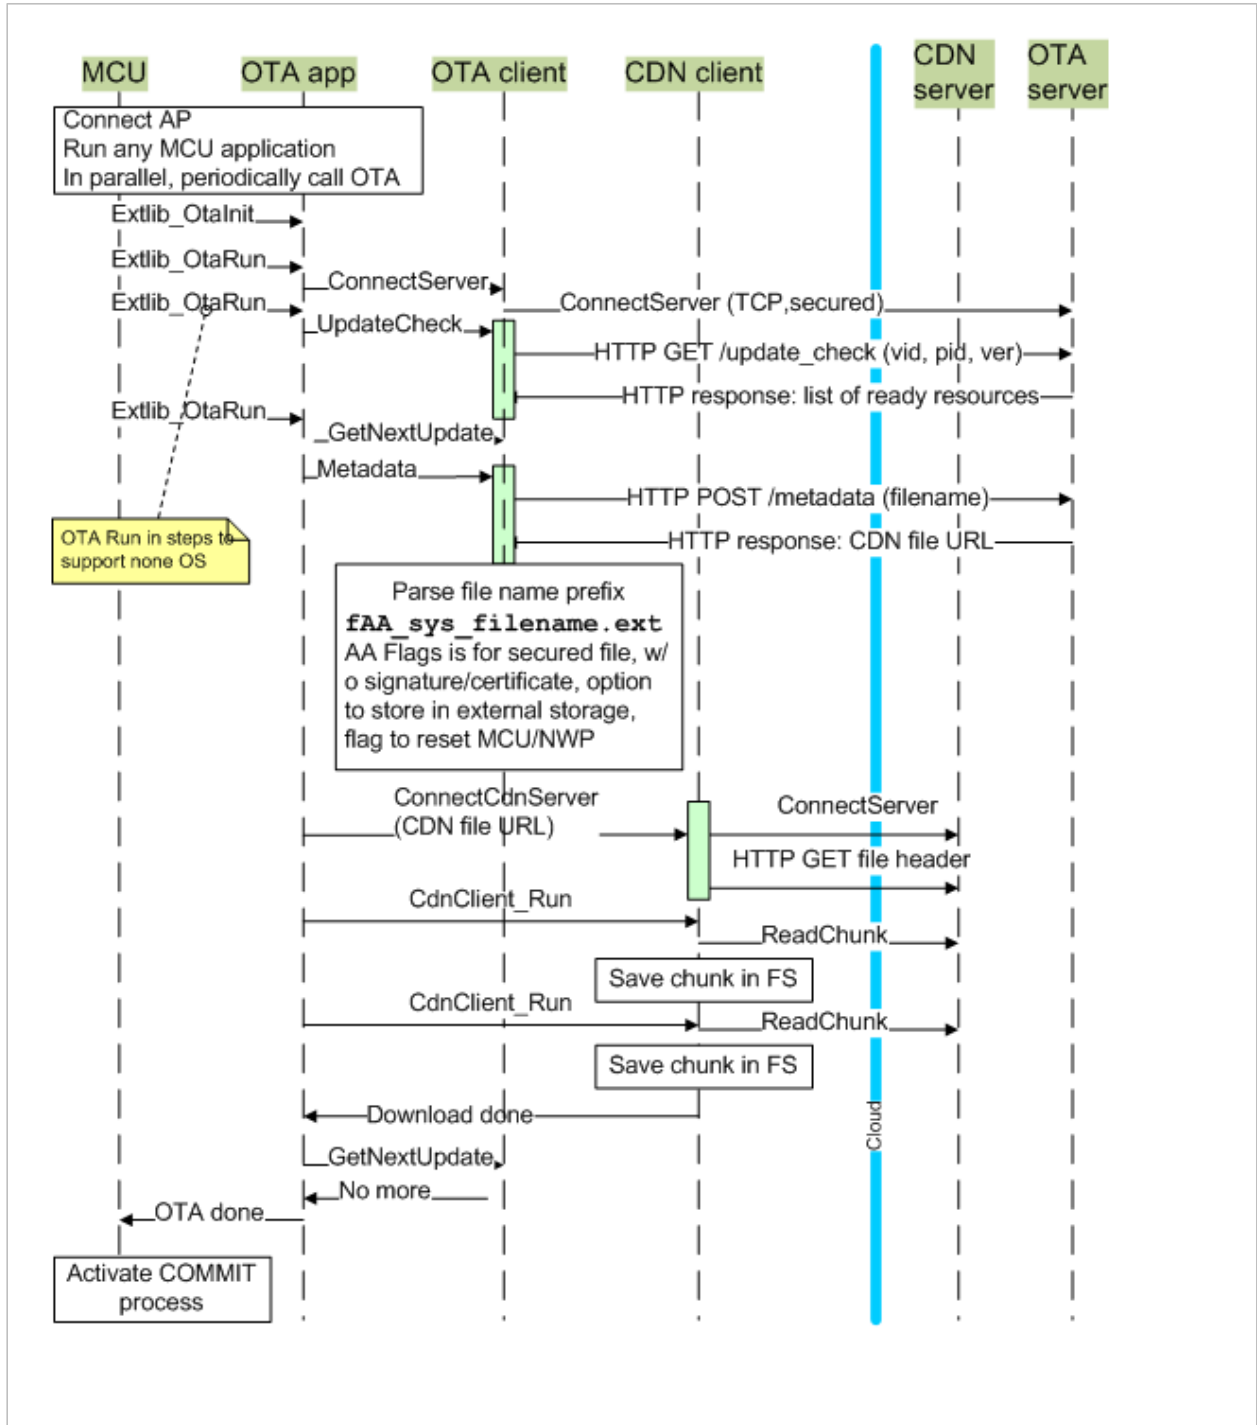 MCU
OTA app
OTA client
CDN client
CDN
server
OTA
server
Connect AP
Run any MCU application
In parallel, periodically call OTA
Extlib_OtaInit
Extlib_OtaRun
ConnectServer
Extlib_OtaRun
ConnectServer (TCP,secured)
UpdateCheck
HTTP GET /update_check (vid, pid, ver)
HTTP response: list of ready resources
Extlib_OtaRun
_GetNextUpdate
Metadata
HTTP POST /metadata (filename)
OTA Run in steps to
support none OS
HTTP response: CDN file URL
Parse file name prefix
fAA_sys_filename.ext
AA Flags is for secured file, w/
o signature/certificate, option
to store in external storage,
flag to reset MCU/NWP
ConnectCdnServer
(CDN file URL)
ConnectServer
HTTP GET file header
CdnClient_Run
ReadChunk
Save chunk in FS
CdnClient_Run
ReadChunk
Save chunk in FS
Cloud
Download done
GetNextUpdate
No more
OTA done
Activate COMMIT
process